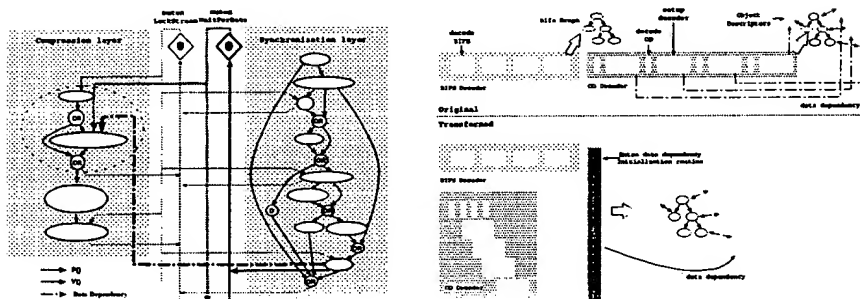 mutex
LockStream
mutex
WaitForData
Compression layer
Synchronisation layer
OR
OR
OR
OR
OR
OR
PQ
VQ
Data Dependency
BIFS Graph
setup
decoder
Object
Descriptors
decode
BIFS
decode
OD
BIFS Decoder
OD Decoder
data dependency
Original
Transformed
Extra data dependency
Initialisation routine
BIFS Decoder
OD Decoder
data dependency